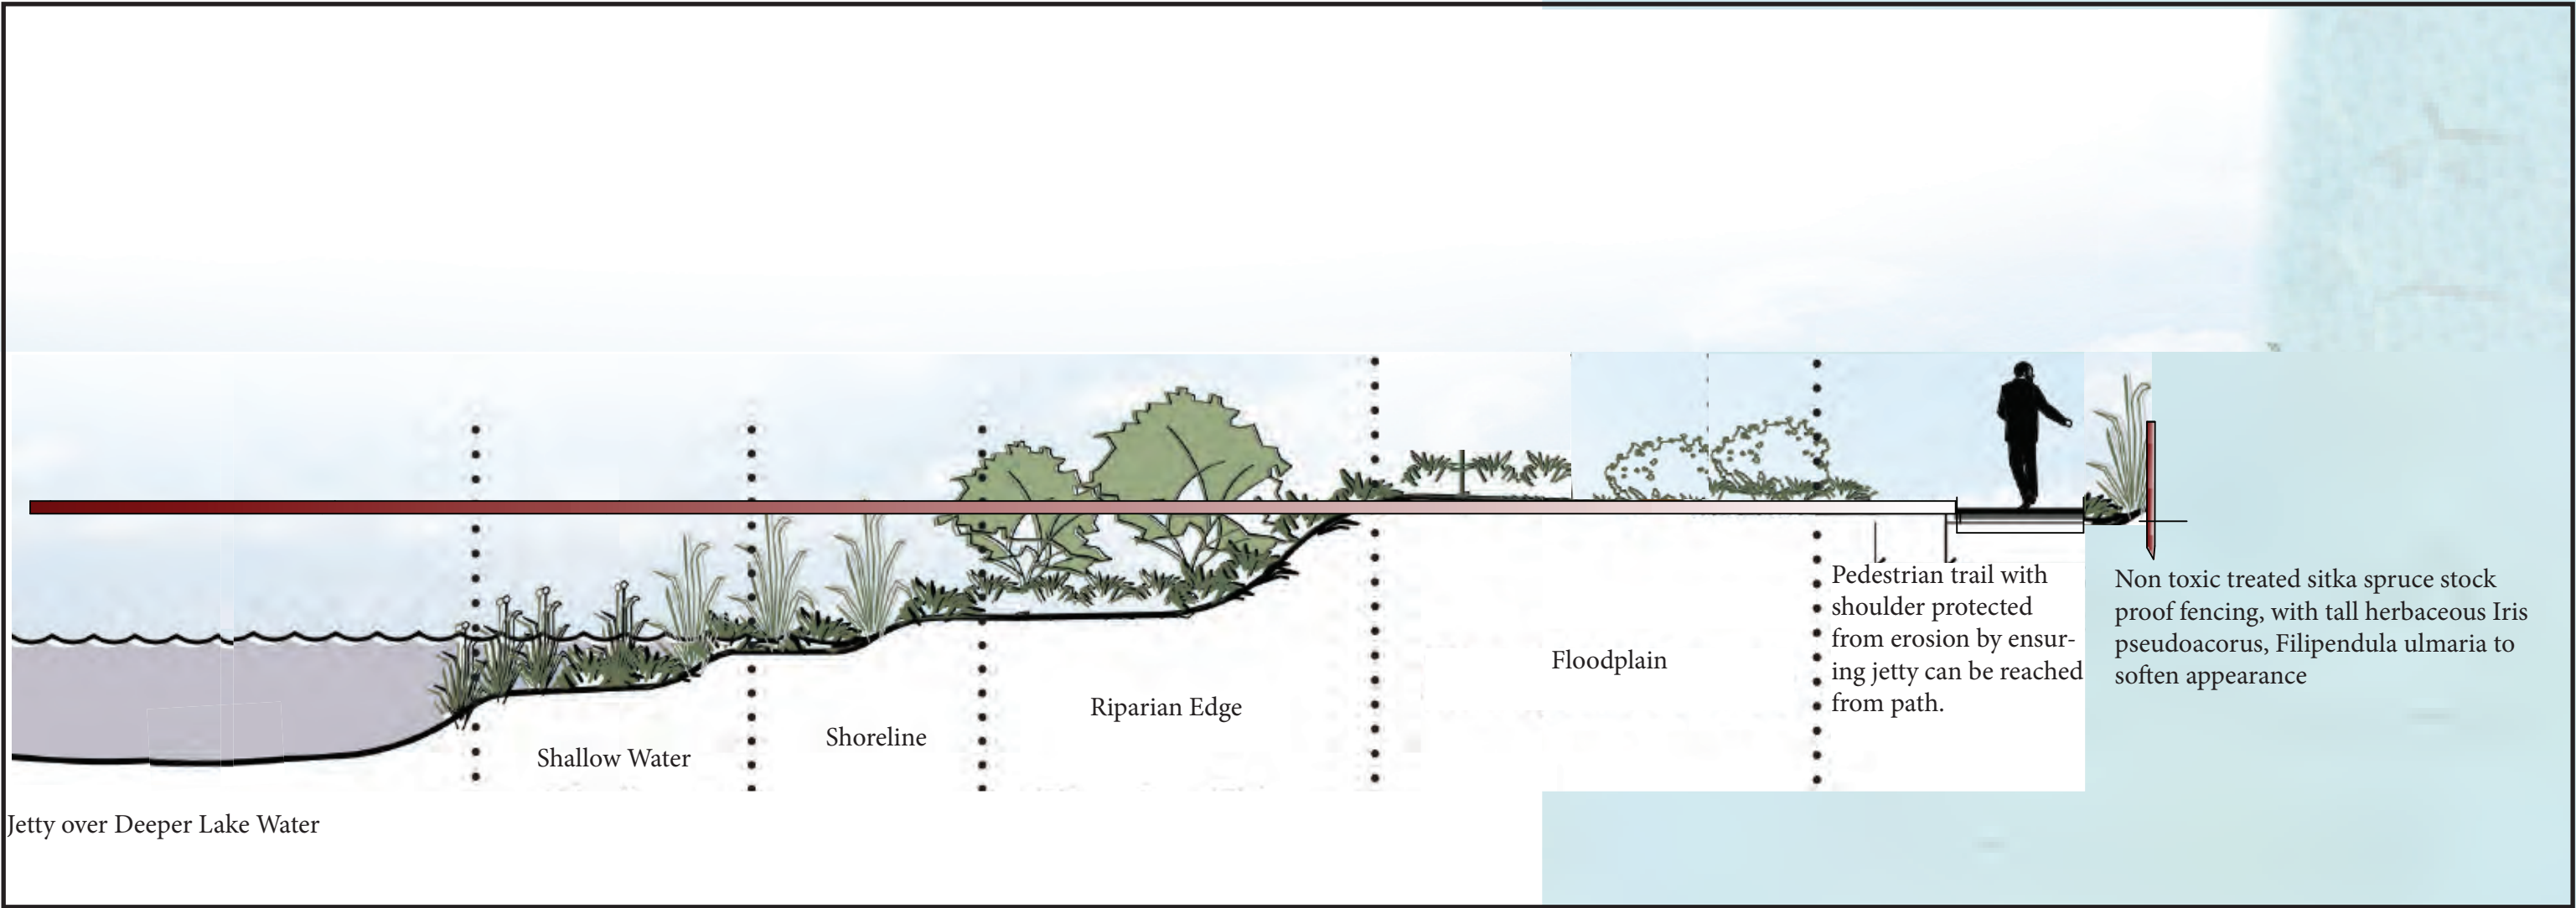 Pedestrian trail with
shoulder protected
from erosion by ensur-
ing jetty can be reached
from path.
Non toxic treated sitka spruce stock
proof fencing, with tall herbaceous Iris
pseudoacorus, Filipendula ulmaria to
soften appearance
Floodplain
Riparian Edge
Shoreline
Shallow Water
Jetty over Deeper Lake Water